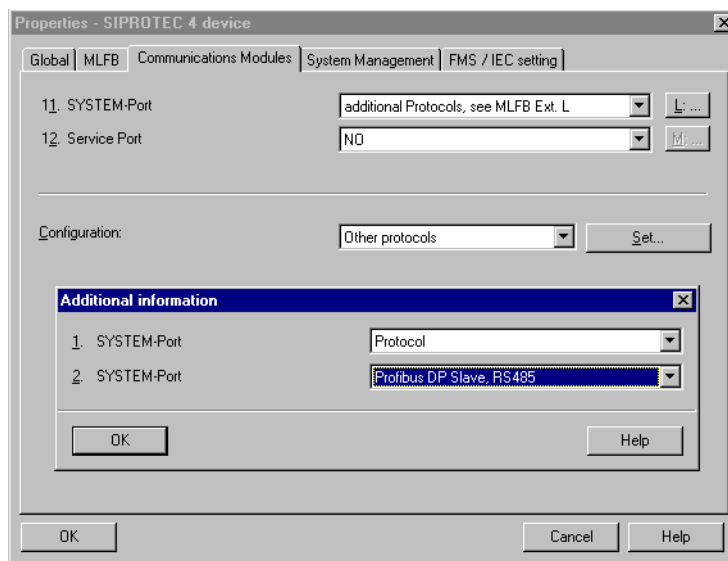 Properties - SIPROTEC 4 device
Global MLFB Communications Modules System Management FMS / IEC setting
11. SYSTEM-Port additional Protocols, see MLFB Ext. L L: ...
12. Service Port NO M: ...
Configuration: Other protocols Set...
Additional information
1. SYSTEM-Port Protocol
2. SYSTEM-Port Profibus DP Slave, RS485
OK Help
OK Cancel Help